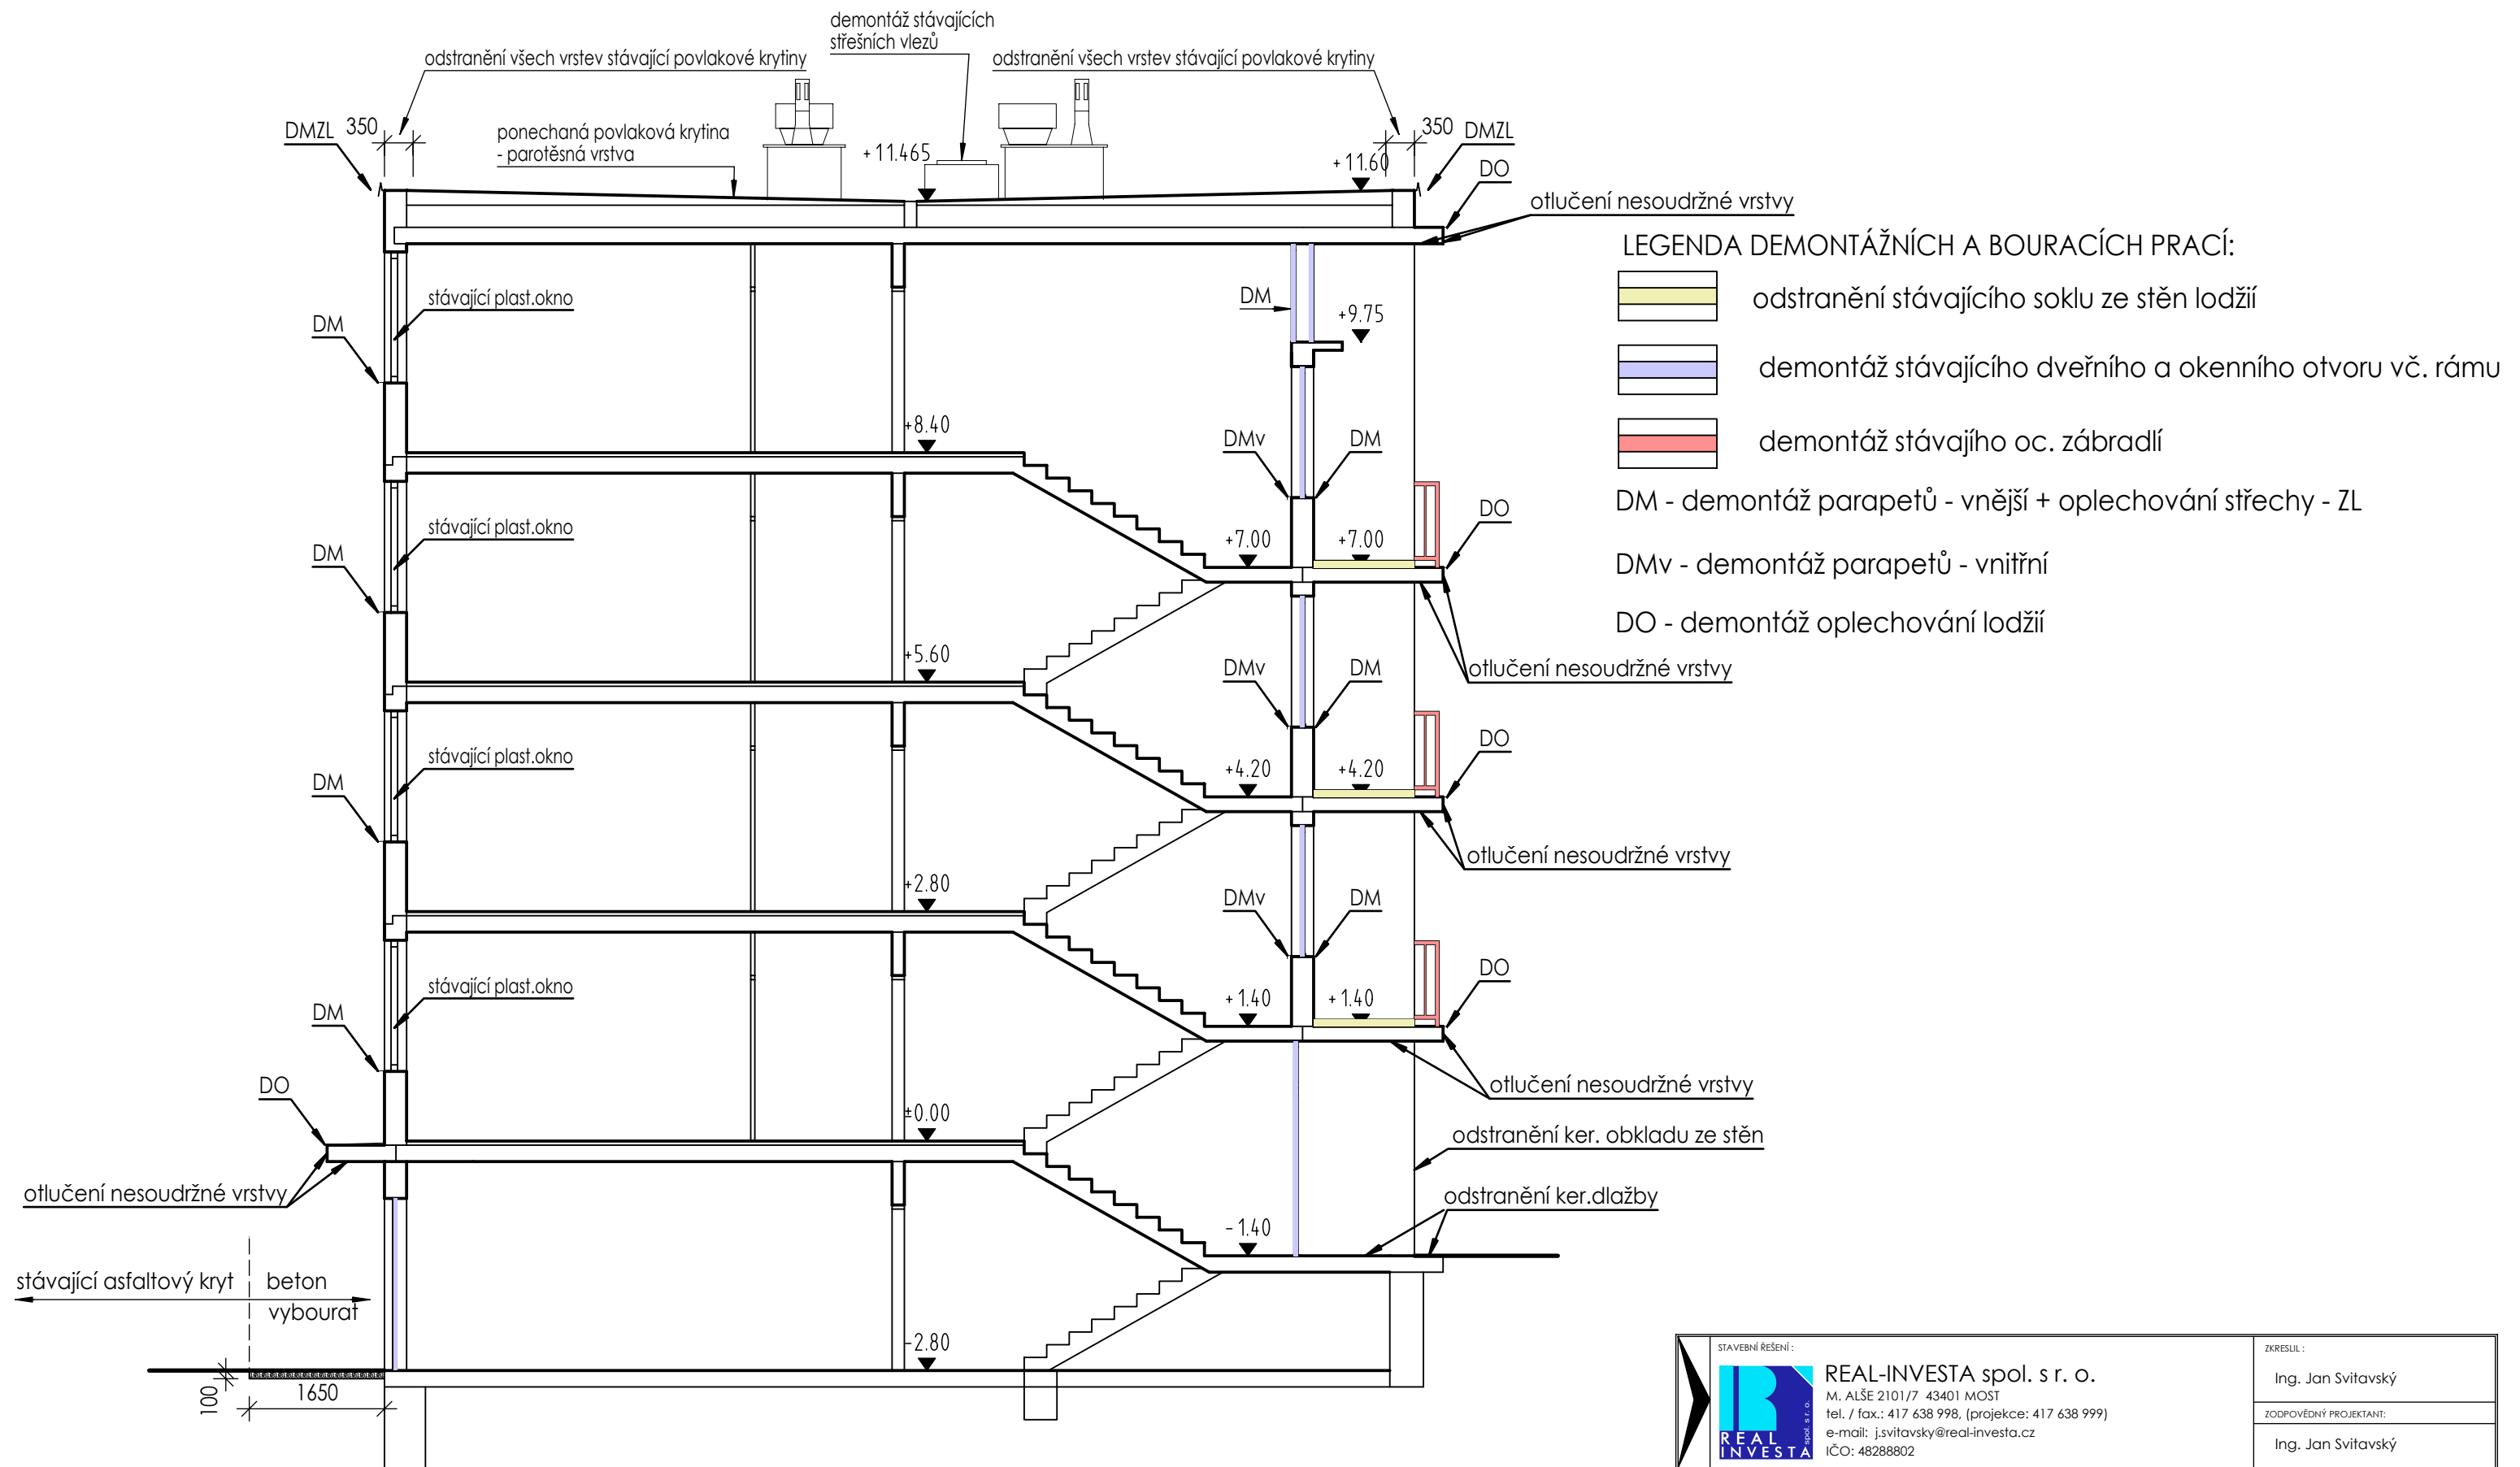 demontáž stávajících
střešních vlezů
odstranění všech vrstev stávající povlakové krytiny
odstranění všech vrstev stávající povlakové krytiny
DMZL
350
ponechaná povlaková krytina
- parotěsná vrstva
+11.465
+11.60
350
DMZL
DO
otlučení nesoudržné vrstvy
LEGENDA DEMONTÁŽNÍCH A BOURACÍCH PRACÍ:
odstranění stávajícího soklu ze stěn lodžií
demontáž stávajícího dveřního a okenního otvoru vč. rámu
demontáž stávajího oc. zábradlí
DM - demontáž parapetů - vnější + oplechování střechy - ZL
DMv - demontáž parapetů - vnitřní
DO - demontáž oplechování lodžií
stávající plast.okno
DM
DM
+9.75
+8.40
DMv
DM
stávající plast.okno
DM
+7.00
+7.00
DO
otlučení nesoudržné vrstvy
+5.60
DMv
DM
stávající plast.okno
DM
+4.20
+4.20
DO
otlučení nesoudržné vrstvy
+2.80
DMv
DM
stávající plast.okno
DM
+1.40
+1.40
DO
otlučení nesoudržné vrstvy
DO
±0.00
odstranění ker. obkladu ze stěn
otlučení nesoudržné vrstvy
odstranění ker.dlažby
-1.40
stávající asfaltový kryt
beton
vybourat
-2.80
100
1650
STAVEBNÍ ŘEŠENÍ :
REAL-INVESTA spol. s r. o.
M. ALŠE 2101/7 43401 MOST
tel. / fax.: 417 638 998, (projekce: 417 638 999)
e-mail: j.svitavsky@real-investa.cz
IČO: 48288802
REAL
INVESTA
spol. s r. o.
ZKRESLIL :
Ing. Jan Svitavský
ZODPOVĚDNÝ PROJEKTANT:
Ing. Jan Svitavský